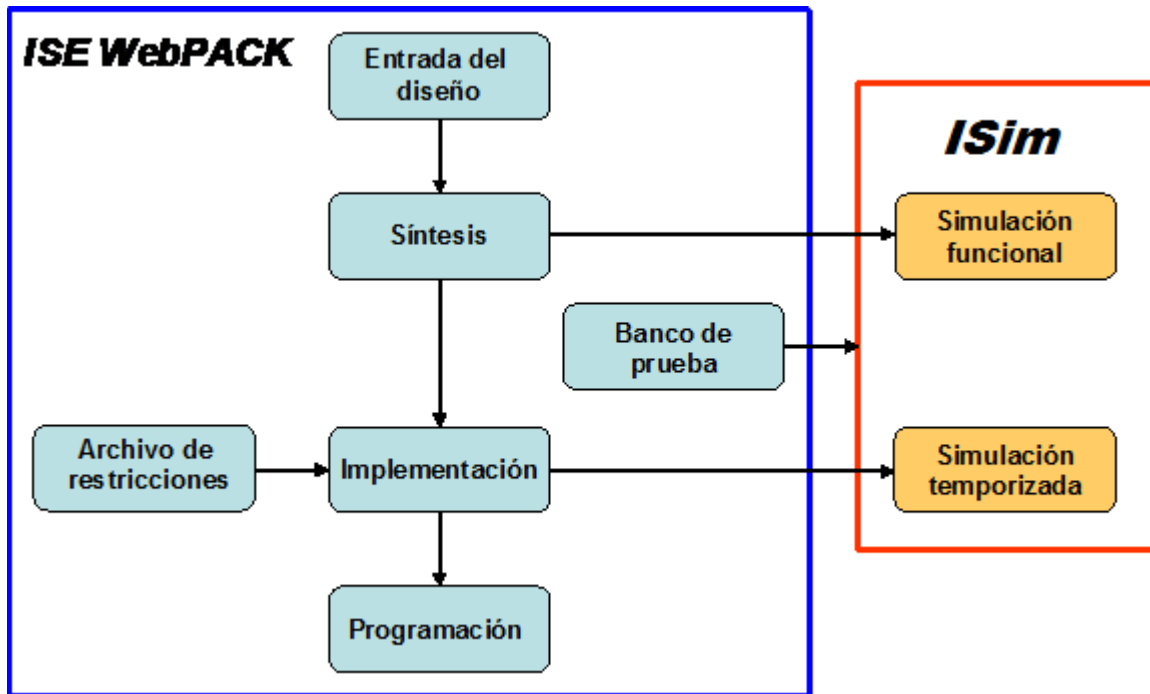 ISE WebPACK
Entrada del
diseño
ISim
Síntesis
Simulación
funcional
Banco de
prueba
Archivo de
restricciones
Implementación
Simulación
temporizada
Programación